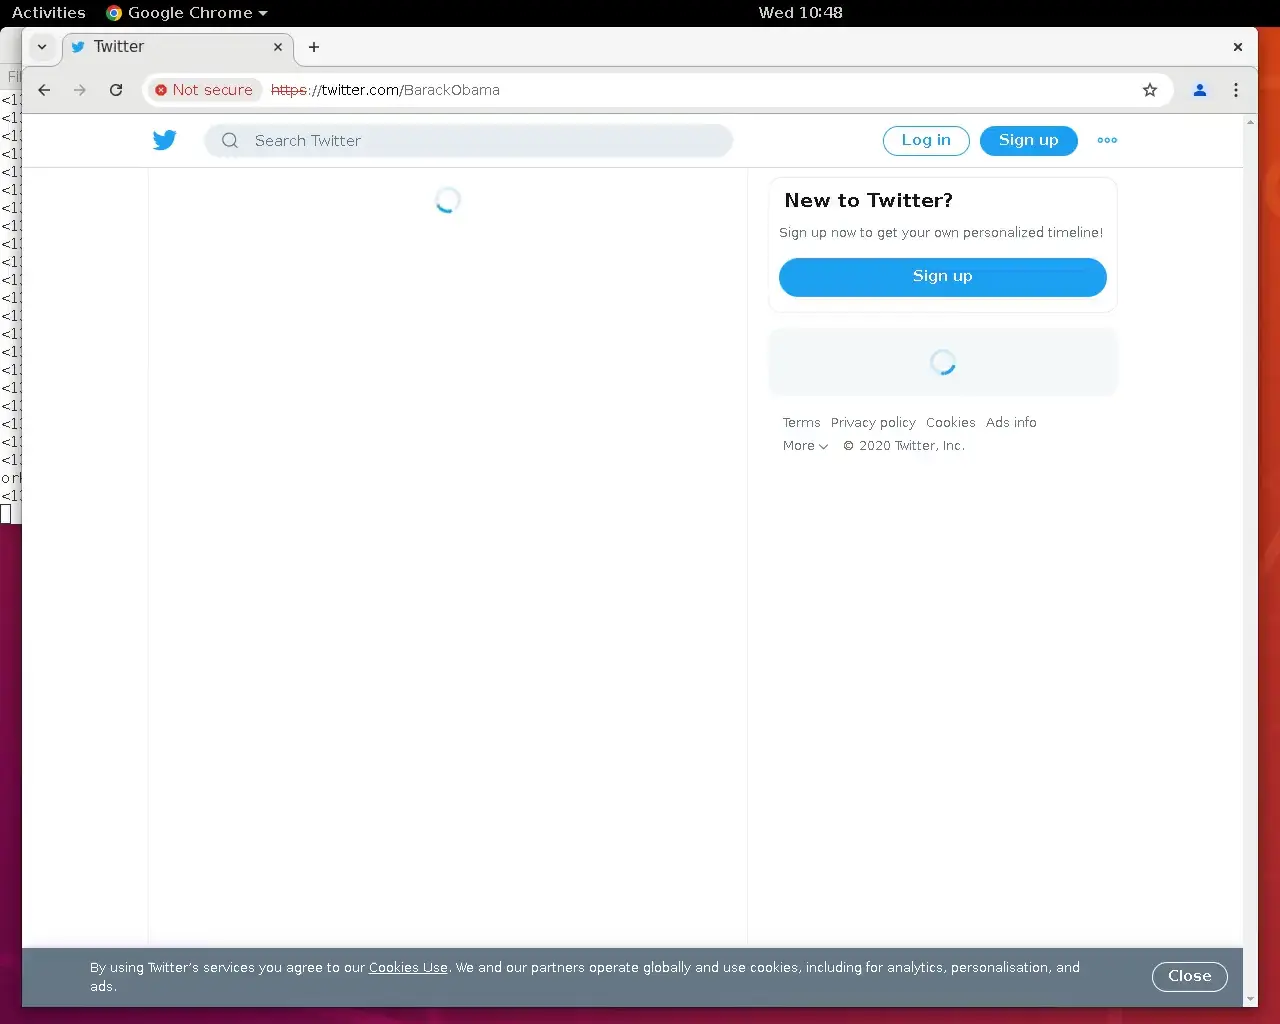 Activities Google Chrome Wed 10:48
Twitter
Not secure https://twitter.com/BarackObama
Search Twitter Log in Sign up
New to Twitter?
Sign up now to get your own personalized timeline!
Sign up
Terms Privacy policy Cookies Ads info
More © 2020 Twitter, Inc.
By using Twitter's services you agree to our Cookies Use. We and our partners operate globally and use cookies, including for analytics, personalisation, and
ads.
Close